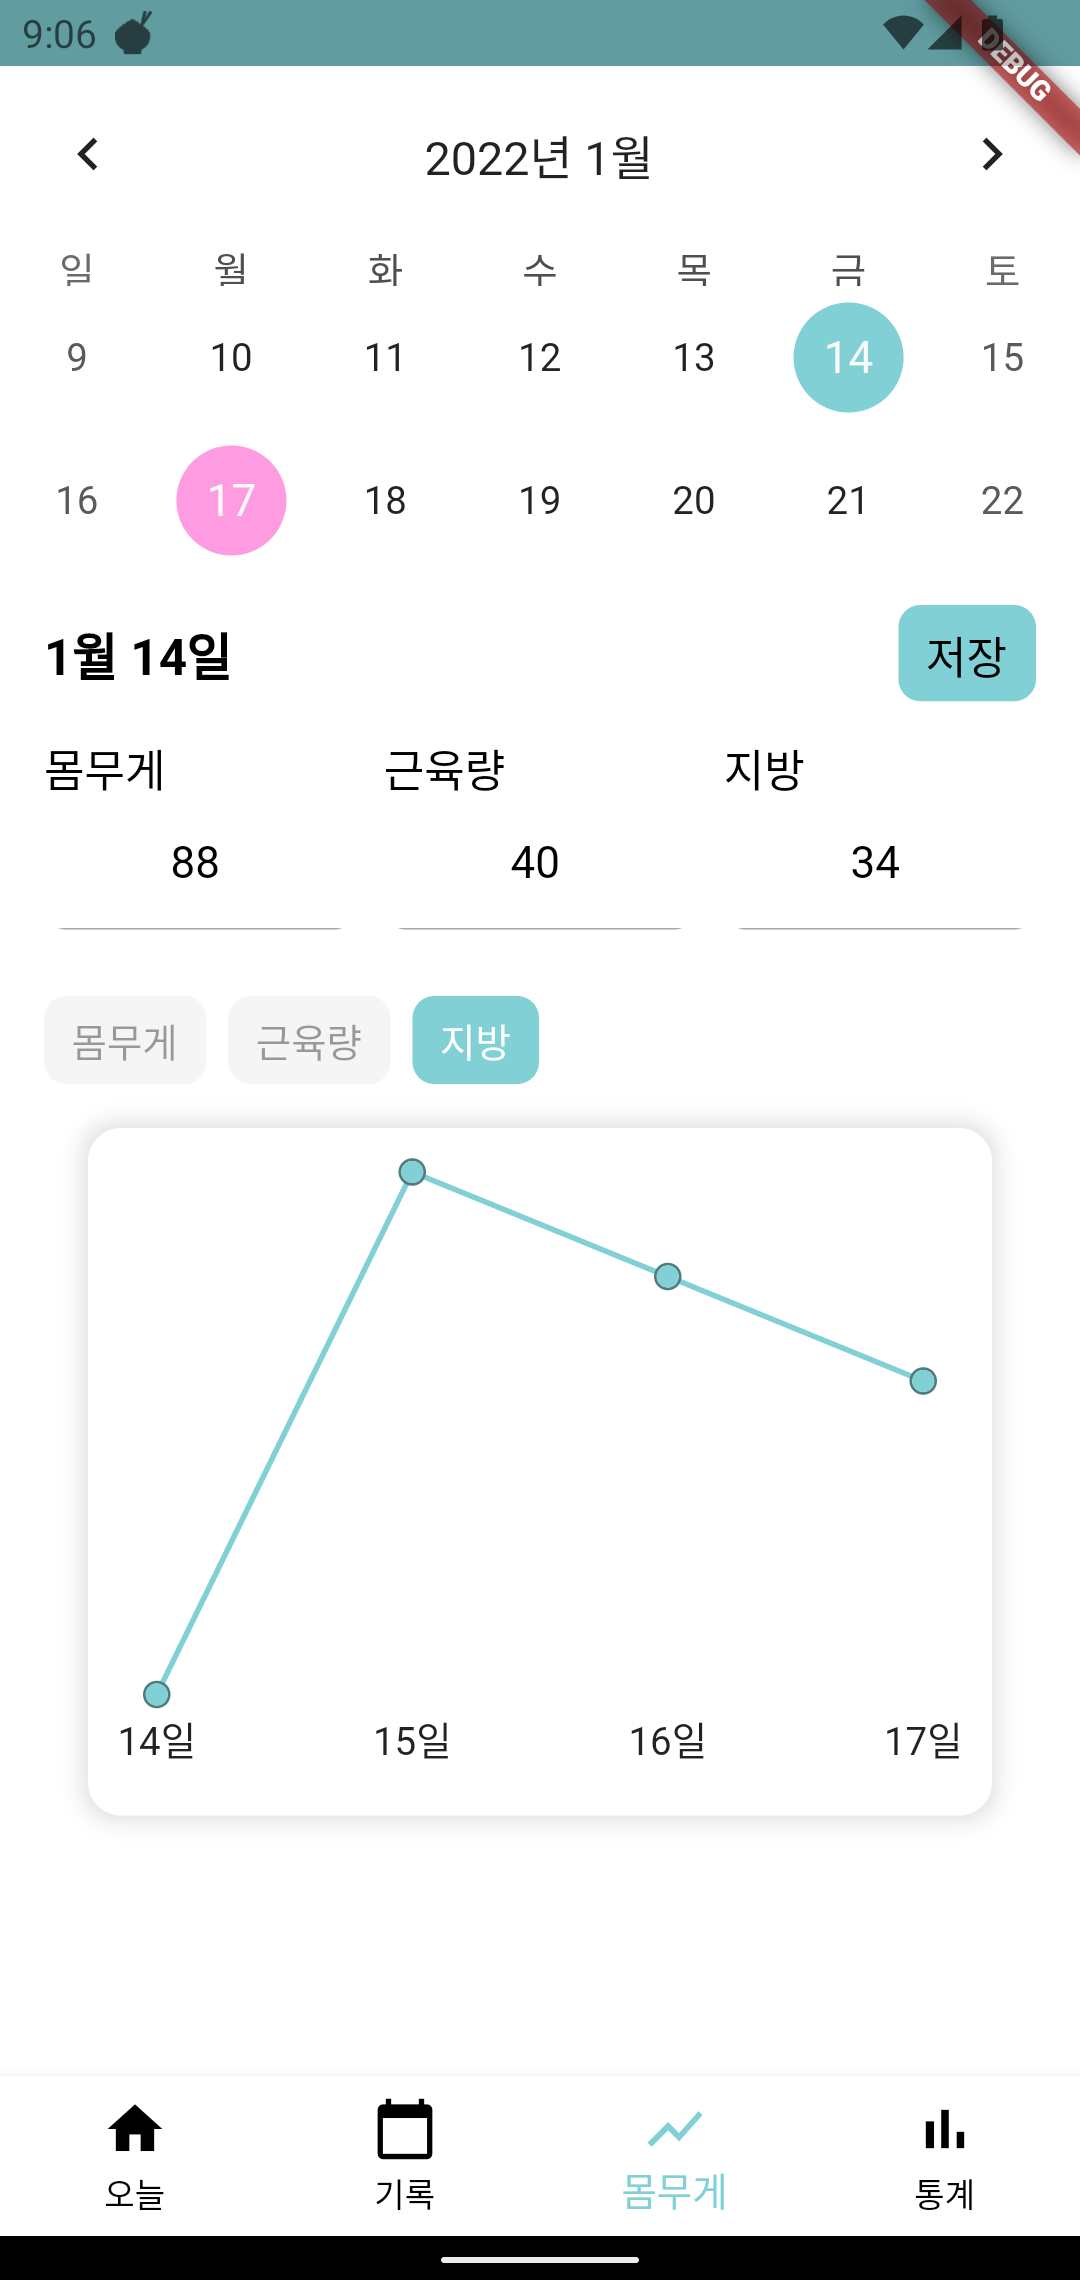 9:06
DEBUG
2022년 1월
일 월 화 수 목 금 토
9 10 11 12 13 14 15
16 17 18 19 20 21 22
1월 14일 저장
몸무게 근육량 지방
88 40 34
몸무게 근육량 지방
14일 15일 16일 17일
오늘 기록 몸무게 통계